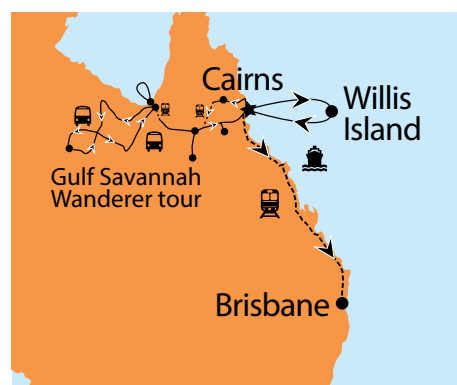 Cairns
Willis
Island
Gulf Savannah
Wanderer tour
Brisbane